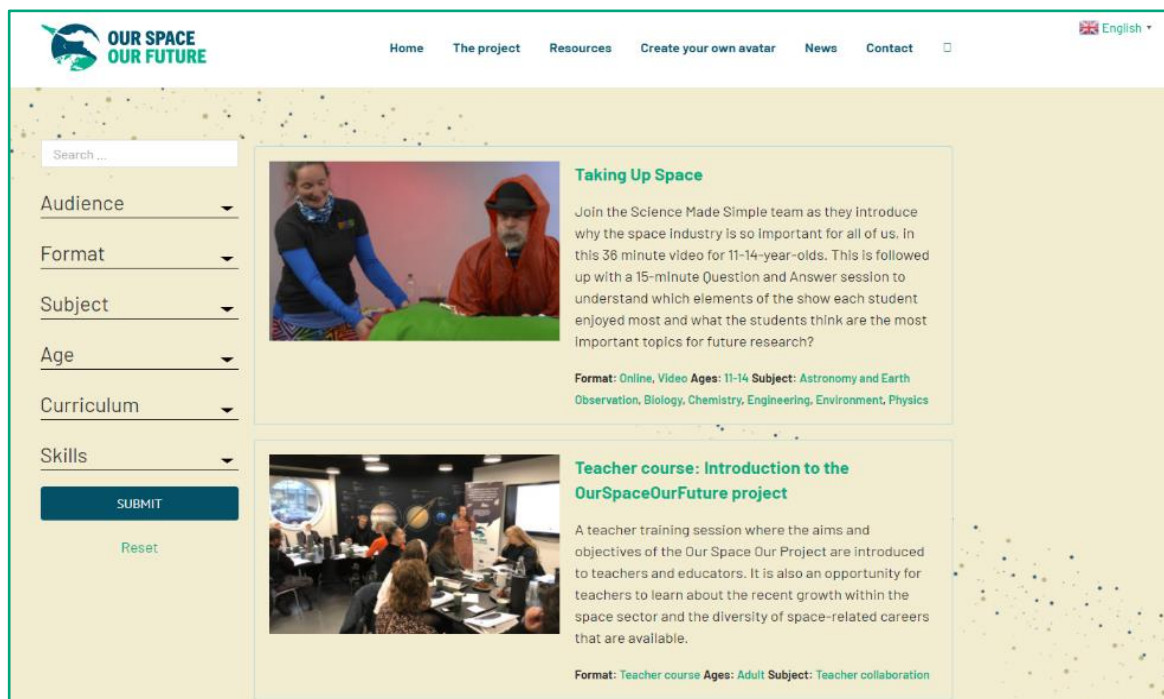 OUR SPACE
OUR FUTURE
Home The project Resources Create your own avatar News Contact
English
Search ...
Audience
Format
Subject
Age
Curriculum
Skills
SUBMIT
Reset
Taking Up Space
Join the Science Made Simple team as they introduce
why the space industry is so important for all of us, in
this 36 minute video for 11-14-year-olds. This is followed
up with a 15-minute Question and Answer session to
understand which elements of the show each student
enjoyed most and what the students think are the most
important topics for future research?
Format: Online, Video Ages: 11-14 Subject: Astronomy and Earth
Observation, Biology, Chemistry, Engineering, Environment, Physics
Teacher course: Introduction to the
OurSpaceOurFuture project
A teacher training session where the aims and
objectives of the Our Space Our Project are introduced
to teachers and educators. It is also an opportunity for
teachers to learn about the recent growth within the
space sector and the diversity of space-related careers
that are available.
Format: Teacher course Ages: Adult Subject: Teacher collaboration